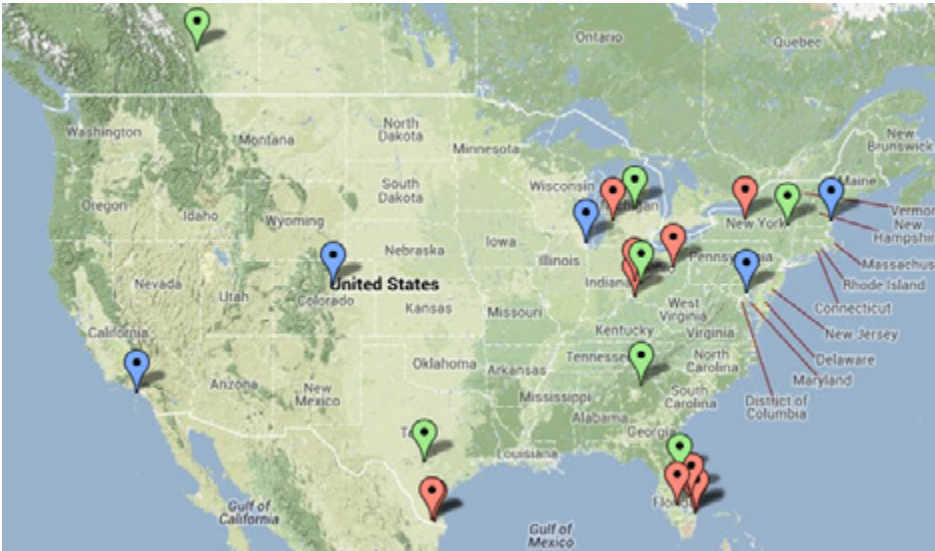 Ontario
Quebec
Washington
Montana
North
Dakota
Minnesota
New
Brunswick
Oregon
Idaho
South
Dakota
Wisconsin
Maine
Wyoming
New York
Vermont
New
Hampshire
Nebraska
Iowa
Illinois
Indiana
Pennsylvania
Massachus
Rhode Island
Nevada
Utah
United States
Colorado
Kansas
Missouri
West
Virginia
Connecticut
California
Kentucky
Virginia
New Jersey
Delaware
Maryland
Arizona
New
Mexico
Oklahoma
Arkansas
Tennessee
North
Carolina
South
Carolina
District of
Columbia
Mississippi
Alabama
Georgia
Louisiana
Gulf of
California
Gulf of
Mexico